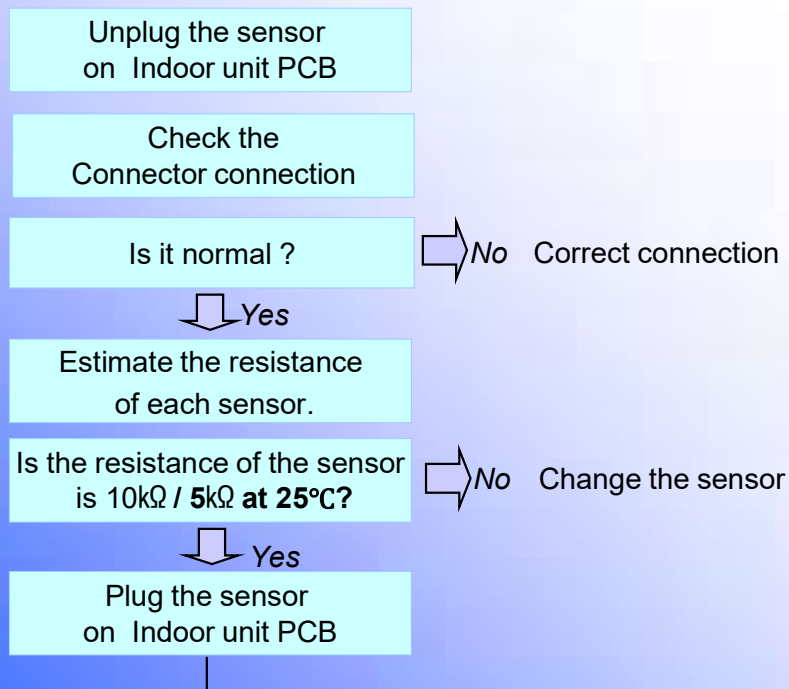 Unplug the sensor
on Indoor unit PCB
Check the
Connector connection
Is it normal ?
No Correct connection
Yes
Estimate the resistance
of each sensor.
Is the resistance of the sensor
is 10kΩ / 5kΩ at 25℃?
No Change the sensor
Yes
Plug the sensor
on Indoor unit PCB